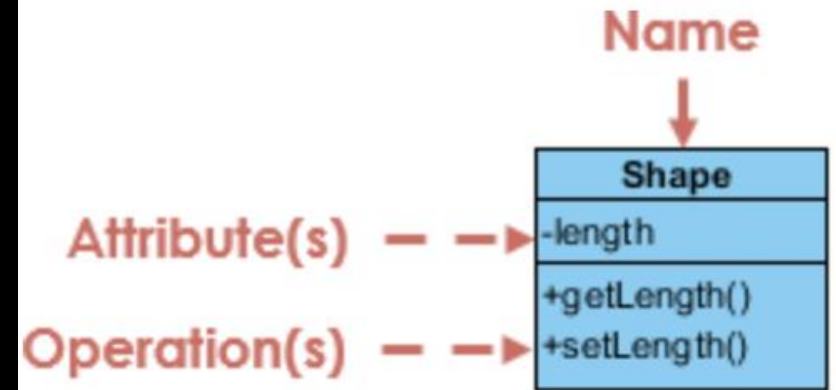 Name
Shape
Attribute(s)
-length
+getLength()
Operation(s)
+setLength()